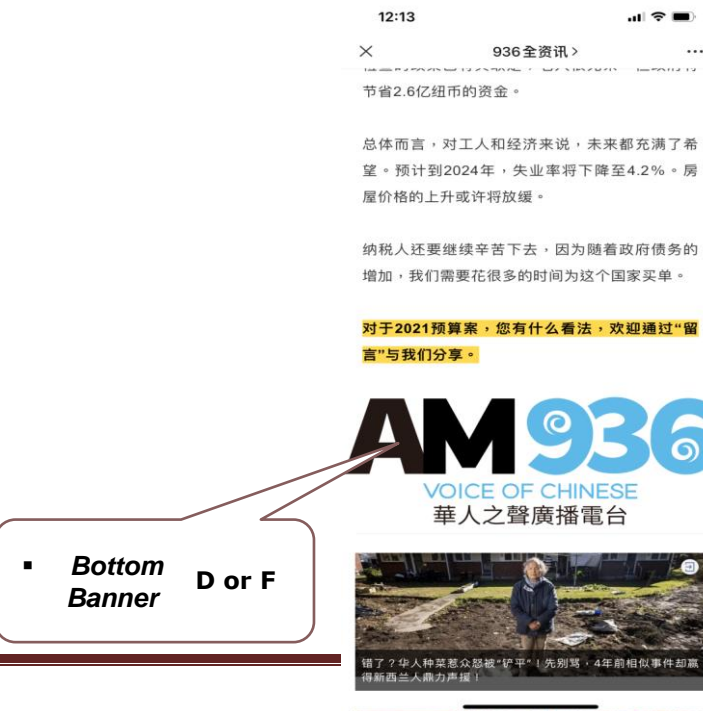 12:13
936全资讯 >
节省2.6亿纽币的资金。
总体而言，对工人和经济来说，未来都充满了希
望。预计到2024年，失业率将下降至4.2%。房
屋价格的上升或许将放缓。
纳税人还要继续辛苦下去，因为随着政府债务的
增加，我们需要花很多的时间为这个国家买单。
对于2021预算案，您有什么看法，欢迎通过“留
言”与我们分享。
AM936
VOICE OF CHINESE
華人之聲廣播電台
▪ Bottom
Banner
D or F
错了？华人种菜惹众怒被“铲平”！先别骂，4年前相似事件却赢
得新西兰人鼎力声援！